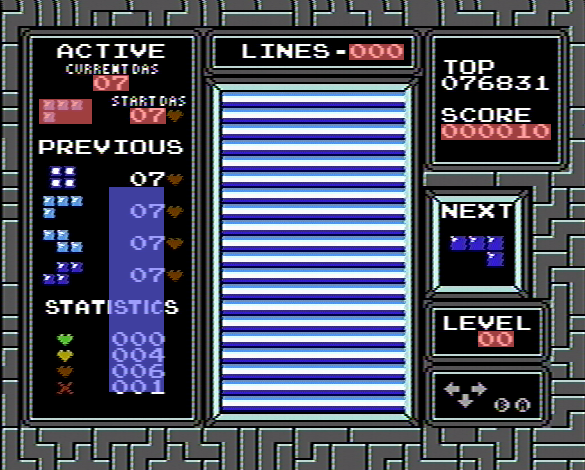 ACTIVE
CURRENT DAS
07
START DAS
07
PREVIOUS
07
07
07
07
STATISTICS
000
004
006
001
LINES-000
TOP
076831
SCORE
000010
NEXT
LEVEL
00
B A